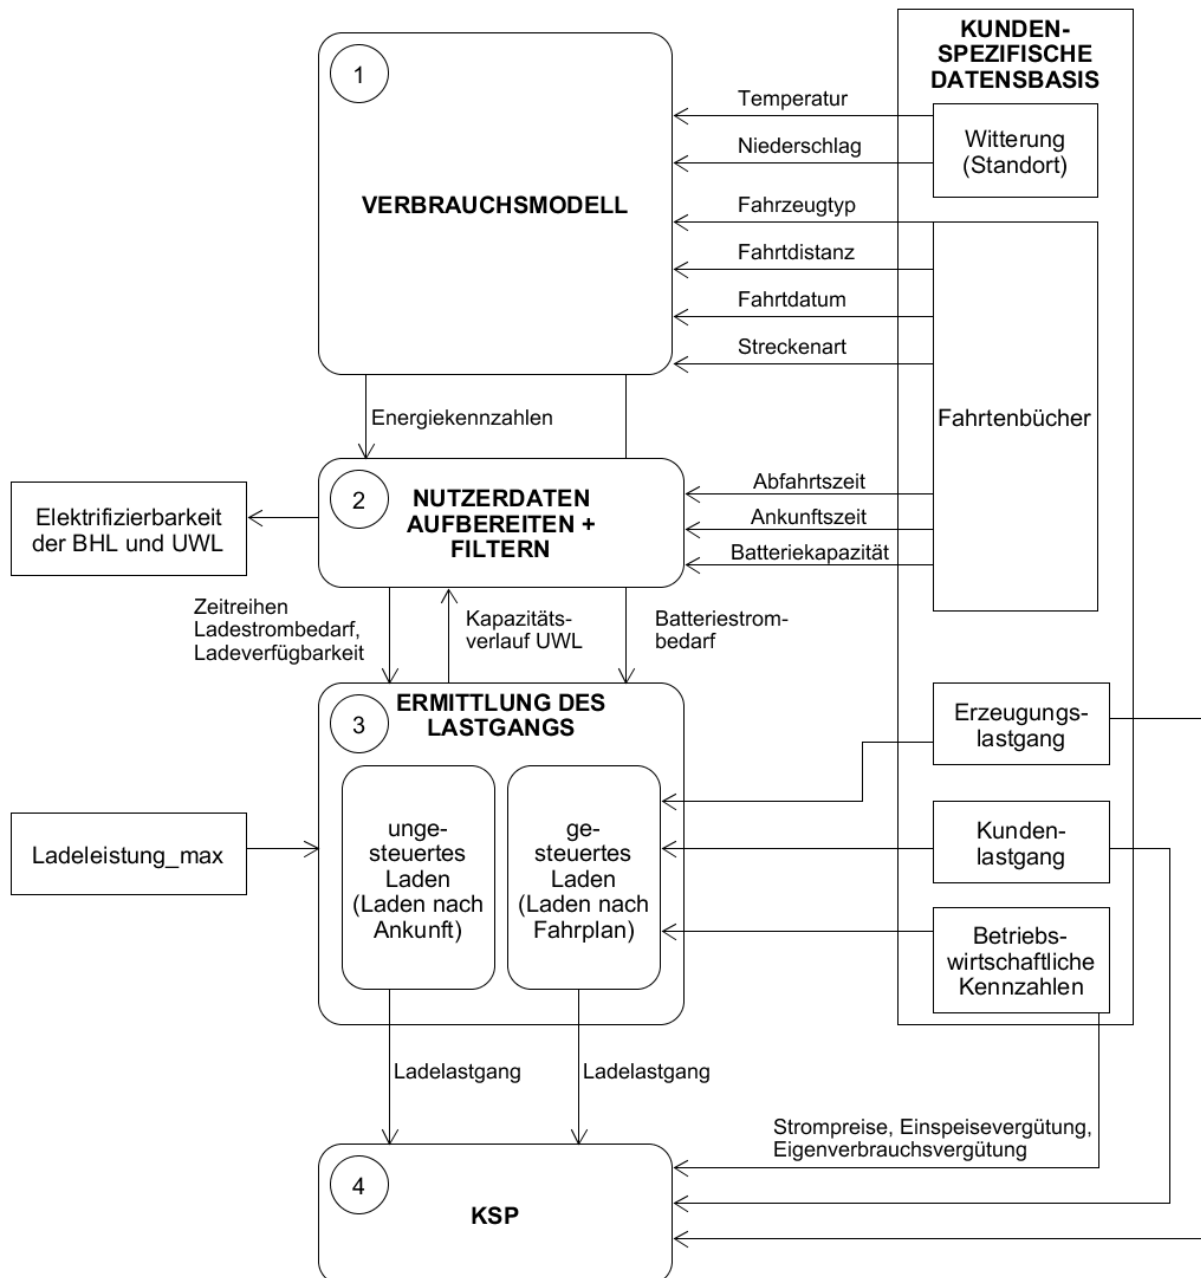 KUNDEN-
SPEZIFISCHE
DATENSBASIS
1
VERBRAUCHSMODELL
Temperatur
Niederschlag
Witterung
(Standort)
Fahrzeugtyp
Fahrtdistanz
Fahrtdatum
Streckenart
Fahrtenbücher
Energiekennzahlen
2
NUTZERDATEN
AUFBEREITEN +
FILTERN
Abfahrtszeit
Ankunftszeit
Batteriekapazität
Elektrifizierbarkeit
der BHL und UWL
Zeitreihen
Ladestrombedarf,
Ladeverfügbarkeit
Kapazitäts-
verlauf UWL
Batteriestrom-
bedarf
3
ERMITTLUNG DES
LASTGANGS
Erzeugungs-
lastgang
Ladeleistung_max
unge-
steuertes
Laden
(Laden nach
Ankunft)
ge-
steuertes
Laden
(Laden nach
Fahrplan)
Kunden-
lastgang
Betriebs-
wirtschaftliche
Kennzahlen
Ladelastgang
Ladelastgang
Strompreise, Einspeisevergütung,
Eigenverbrauchsvergütung
4
KSP